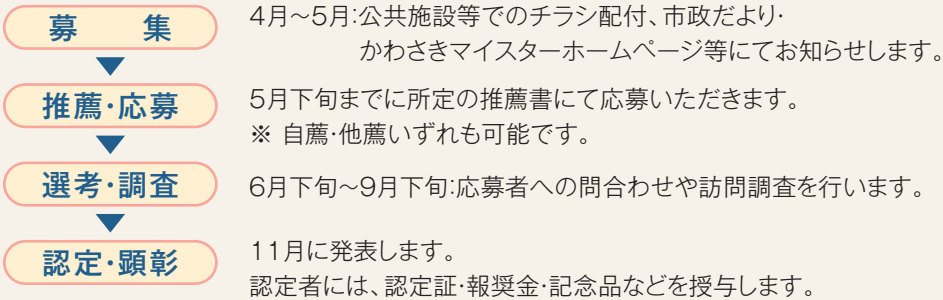 募 集
4月～5月:公共施設等でのチラシ配付、市政だより・
かわさきマイスターホームページ等にてお知らせします。
推薦・応募
5月下旬までに所定の推薦書にて応募いただきます。
※ 自薦・他薦いずれも可能です。
選考・調査
6月下旬～9月下旬:応募者への問合わせや訪問調査を行います。
認定・顕彰
11月に発表します。
認定者には、認定証・報奨金・記念品などを授与します。